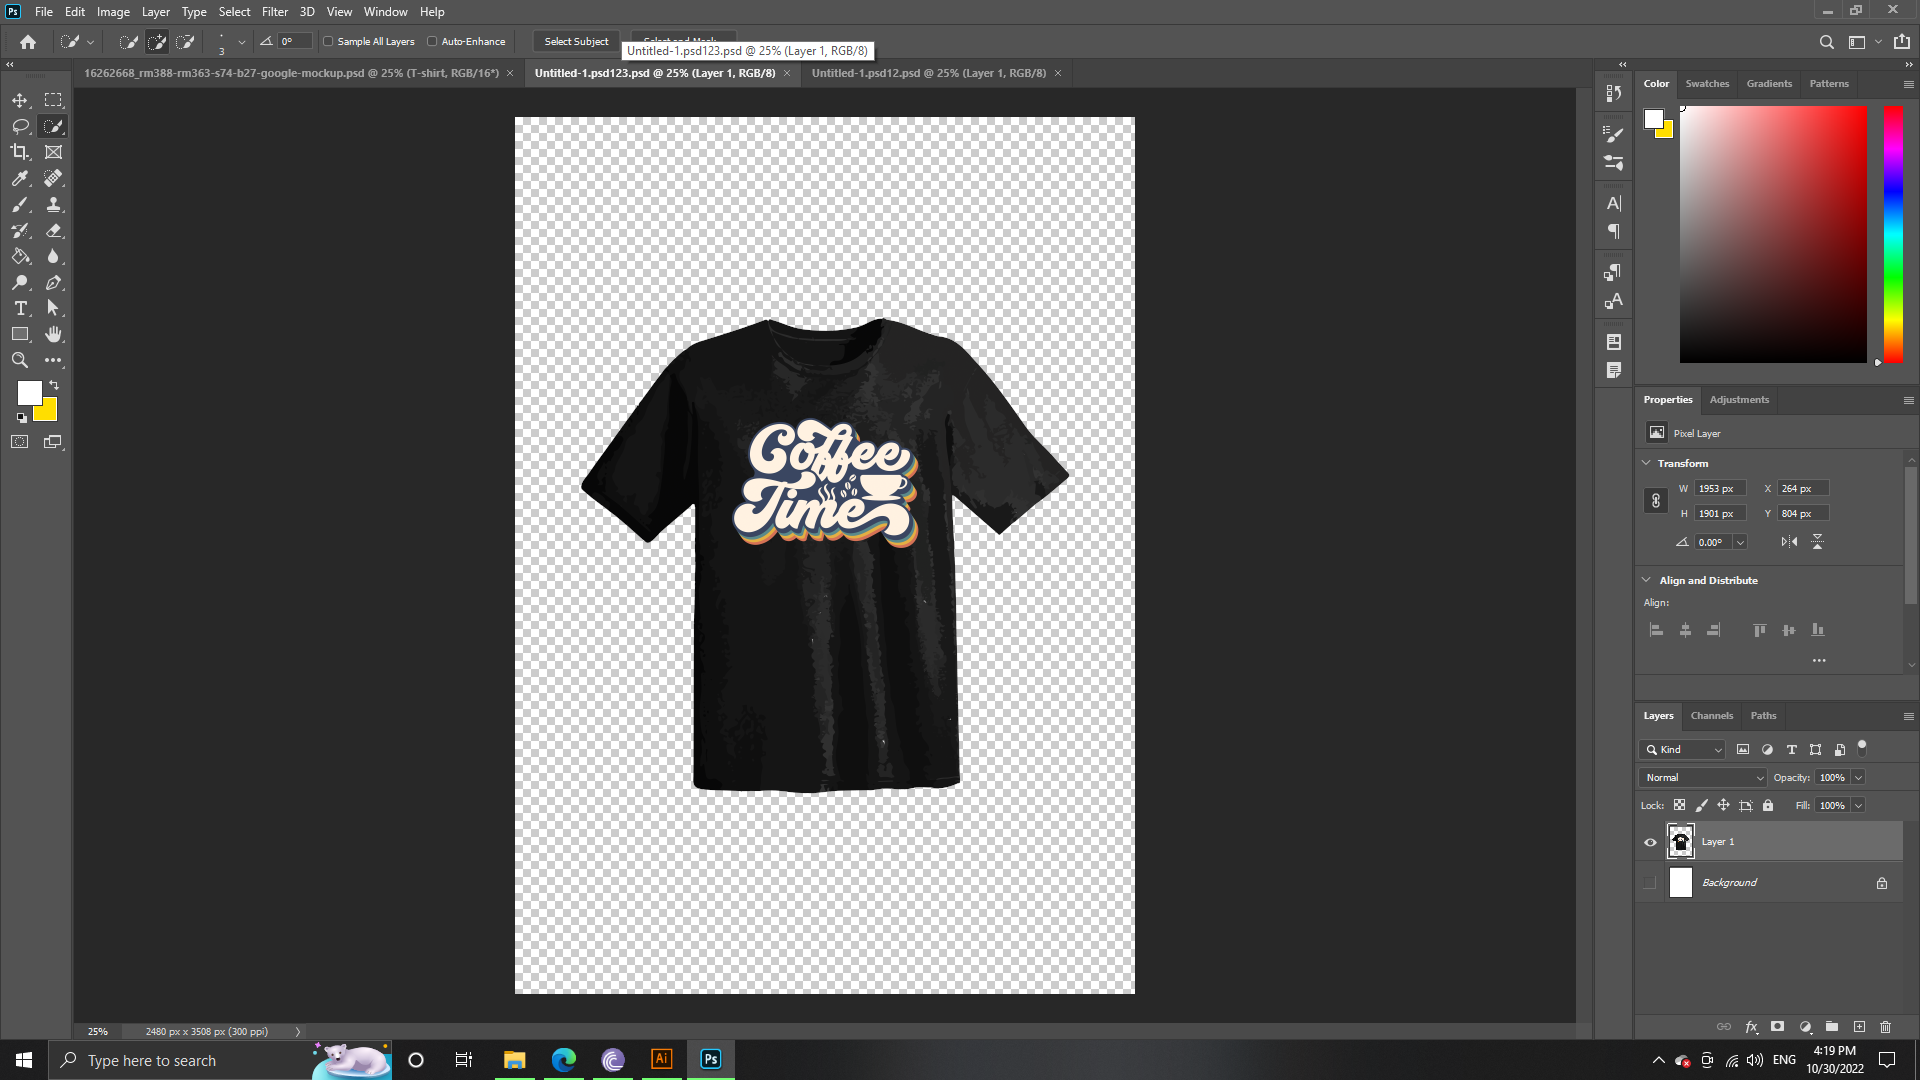 Ps File Edit Image Layer Type Select Filter 3D View Window Help
3 0° Sample All Layers Auto-Enhance Select Subject
Untitled-1.psd123.psd @ 25% (Layer 1, RGB/8)
16262668_rm388-rm363-s74-b27-google-mockup.psd @ 25% (T-shirt, RGB/16*) × Untitled-1.psd123.psd @ 25% (Layer 1, RGB/8) × Untitled-1.psd12.psd @ 25% (Layer 1, RGB/8) ×
Color Swatches Gradients Patterns
Coffee
Time
Properties Adjustments
Pixel Layer
Transform
W 1953 px X 264 px
H 1901 px Y 804 px
0.00°
Align and Distribute
Align:
Layers Channels Paths
Kind
Normal Opacity: 100%
Lock: Fill: 100%
Layer 1
Background
fx
25% 2480 px x 3508 px (300 ppi)
Type here to search Ai Ps ENG 4:19 PM
10/30/2022